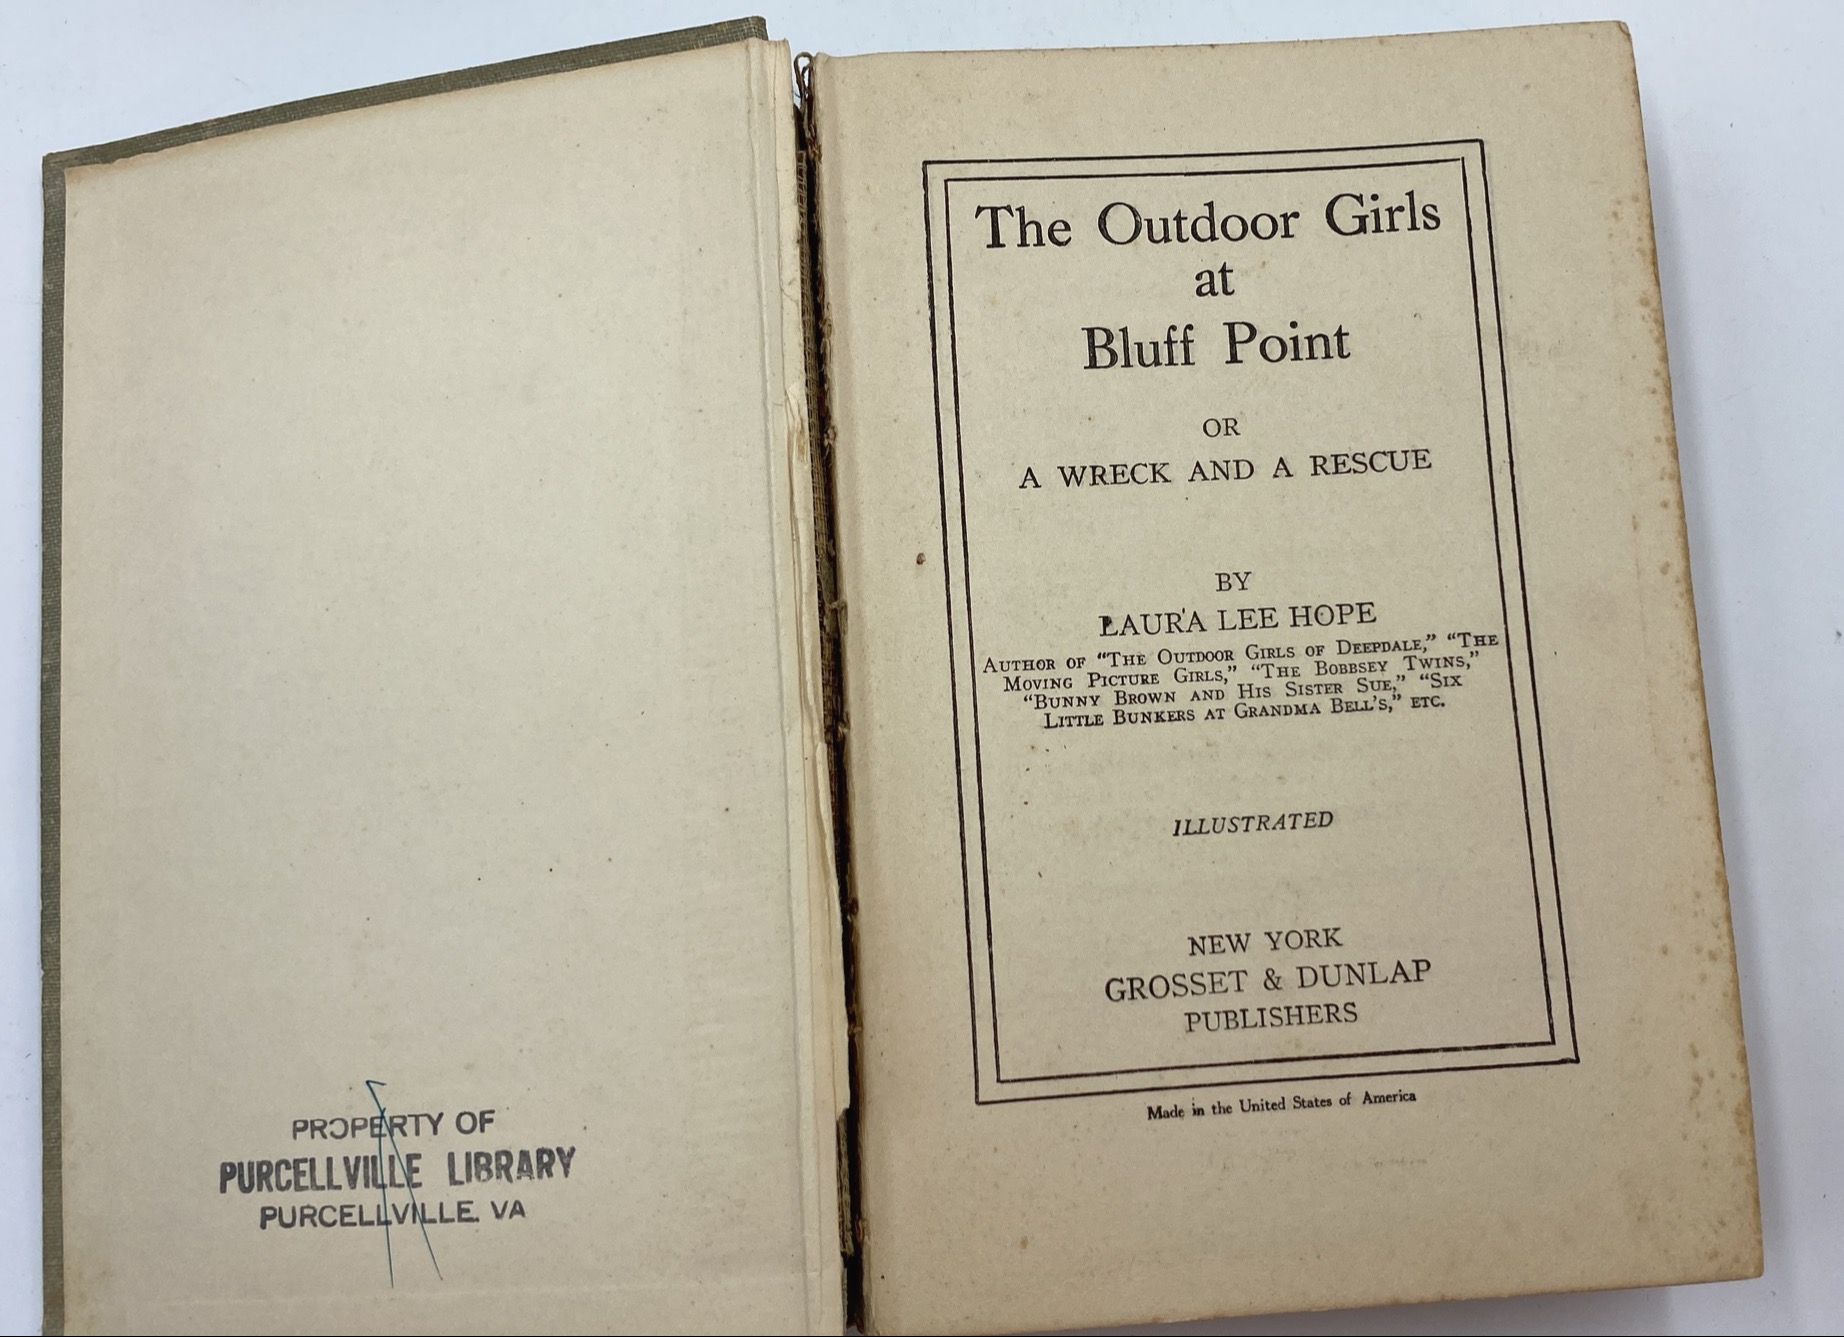 PROPERTY OF
PURCELLVILLE LIBRARY
PURCELLVILLE, VA
The Outdoor Girls
at
Bluff Point
OR
A WRECK AND A RESCUE
BY
LAURA LEE HOPE
AUTHOR OF “THE OUTDOOR GIRLS OF DEEPDALE,” “THE
MOVING PICTURE GIRLS,” “THE BOBBSEY TWINS,”
“BUNNY BROWN AND HIS SISTER SUE,” “SIX
LITTLE BUNKERS AT GRANDMA BELL’S,” ETC.
ILLUSTRATED
NEW YORK
GROSSET & DUNLAP
PUBLISHERS
Made in the United States of America